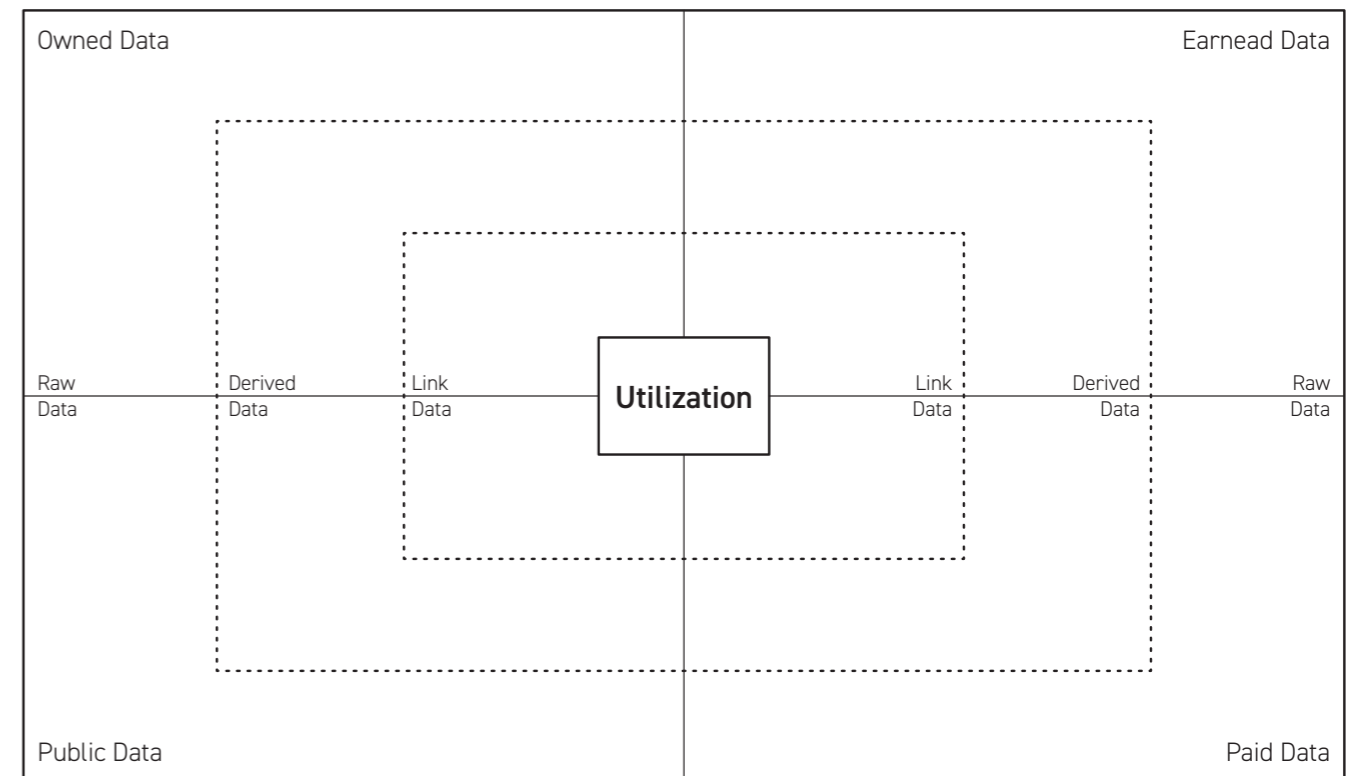 Owned Data
Earnead Data
Raw
Data
Derived
Data
Link
Data
Utilization
Link
Data
Derived
Data
Raw
Data
Public Data
Paid Data